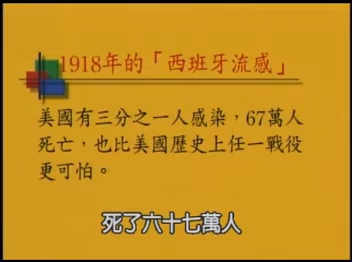 1918年的「西班牙流感」
美國有三分之一人感染，67萬人
死亡，也比美國歷史上任一戰役
更可怕。
死了六十七萬人